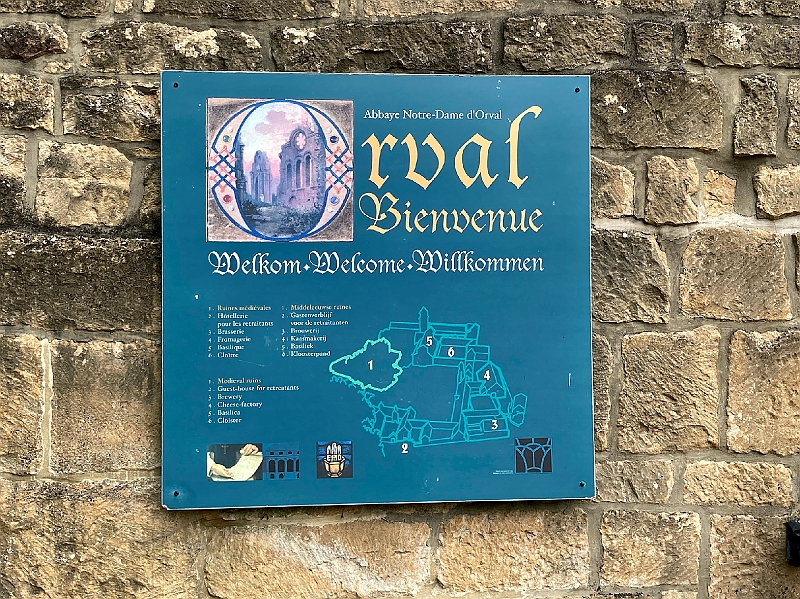 Abbaye Notre-Dame d'Orval
Orval
Bienvenue
Welkom • Welcome • Willkommen
1. Ruines médiévales
2. Hôtellerie
pour les retraitants
3. Brasserie
4. Fromagerie
5. Basilique
6. Cloître
1. Middeleeuwse ruines
2. Gastenverblijf
voor de retraitanten
3. Brouwerij
4. Kaasmakerij
5. Basiliek
6. Kloosterpand
1. Medieval ruins
2. Guest-house for retreatants
3. Brewery
4. Cheese-factory
5. Basilica
6. Cloister
5
6
1
4
3
2